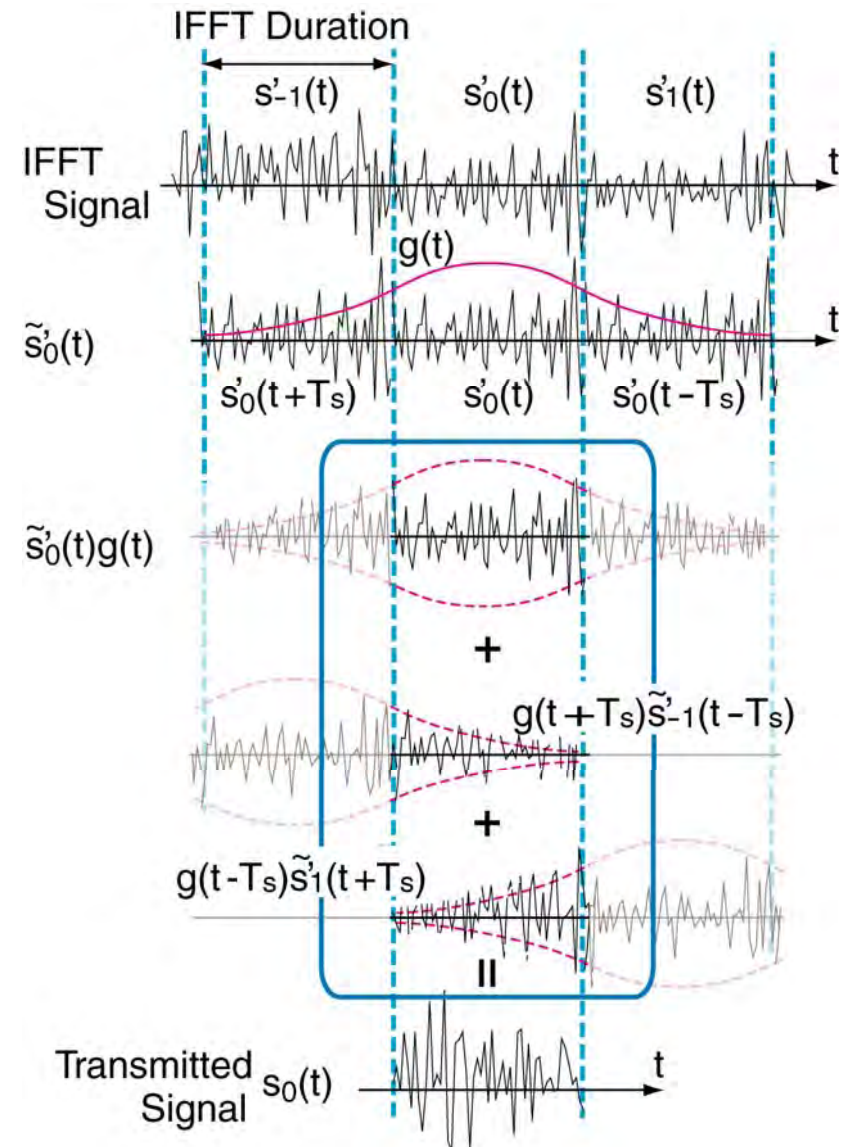 IFFT Duration
s'-1(t) s'0(t) s'1(t)
IFFT
Signal
t
g(t)
s̃'0(t)
t
s'0(t+Ts) s'0(t) s'0(t-Ts)
s̃'0(t)g(t)
+
g(t+Ts)s̃'-1(t-Ts)
+
g(t-Ts)s̃'1(t+Ts)
=
Transmitted
Signal
s0(t)
t